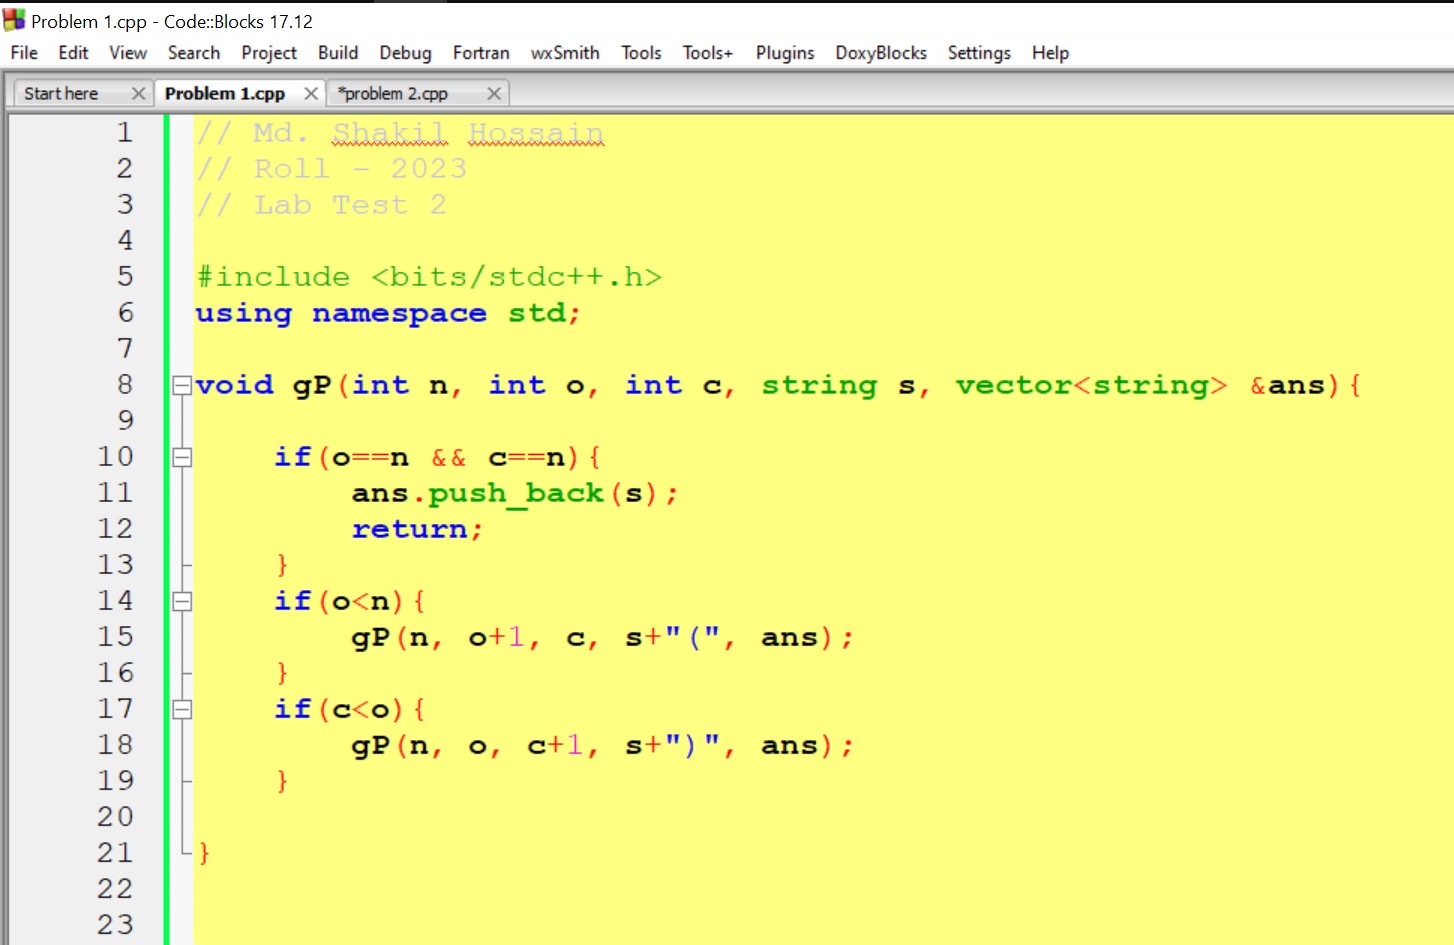 Problem 1.cpp - Code::Blocks 17.12
File Edit View Search Project Build Debug Fortran wxSmith Tools Tools+ Plugins DoxyBlocks Settings Help
Start here Problem 1.cpp *problem 2.cpp
1 // Md. Shakil Hossain
2 // Roll - 2023
3 // Lab Test 2
4
5 #include <bits/stdc++.h>
6 using namespace std;
7
8 void gP(int n, int o, int c, string s, vector<string> &ans){
9
10 if(o==n && c==n){
11 ans.push_back(s);
12 return;
13 }
14 if(o<n){
15 gP(n, o+1, c, s+"(", ans);
16 }
17 if(c<o){
18 gP(n, o, c+1, s+")", ans);
19 }
20
21 }
22
23